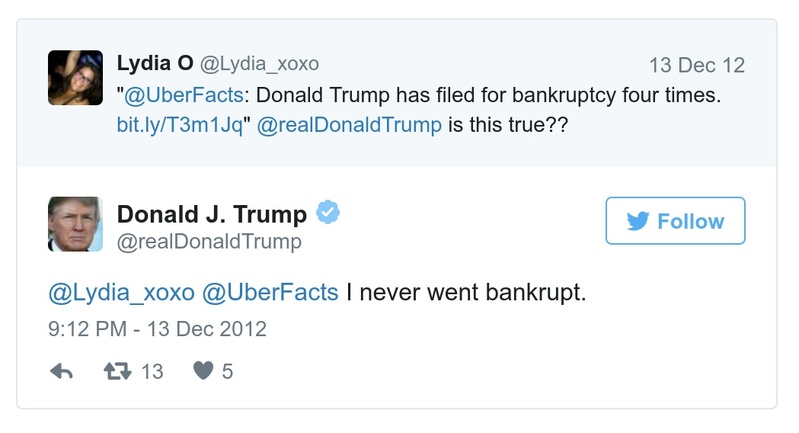 Lydia O @Lydia_xoxo 13 Dec 12
"@UberFacts: Donald Trump has filed for bankruptcy four times.
bit.ly/T3m1Jq" @realDonaldTrump is this true??
Donald J. Trump
@realDonaldTrump
Follow
@Lydia_xoxo @UberFacts I never went bankrupt.
9:12 PM - 13 Dec 2012
13 5